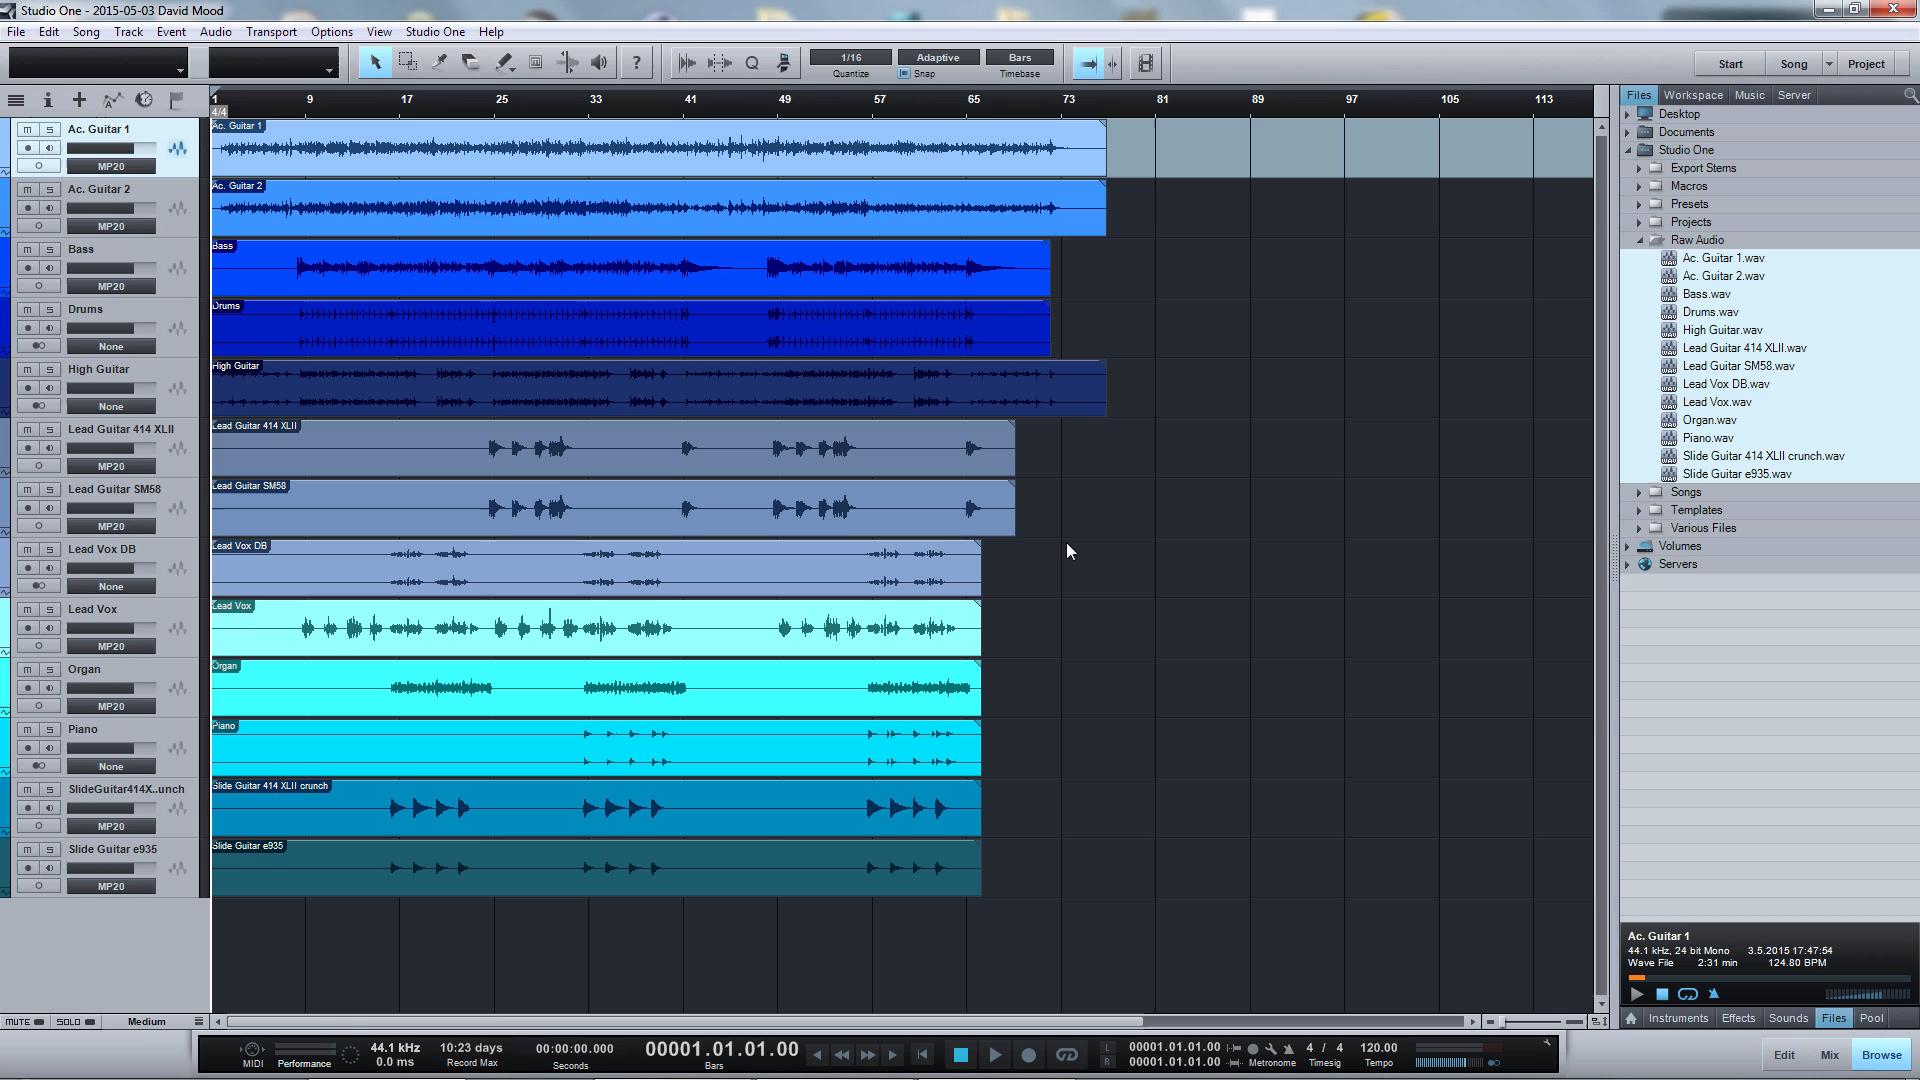 Studio One - 2015-05-03 David Mood
File Edit Song Track Event Audio Transport Options View Studio One Help
?
Q
1/16 Adaptive Bars
Quantize Snap Timebase
Start Song Project
1 9 17 25 33 41 49 57 65 73 81 89 97 105 113
4/4
Files Workspace Music Server
m s Ac. Guitar 1
MP20
m s Ac. Guitar 2
MP20
m s Bass
MP20
m s Drums
None
m s High Guitar
None
m s Lead Guitar 414 XLII
MP20
m s Lead Guitar SM58
MP20
m s Lead Vox DB
None
m s Lead Vox
MP20
m s Organ
MP20
m s Piano
None
m s SlideGuitar414X..unch
MP20
m s Slide Guitar e935
MP20
Ac. Guitar 1
Ac. Guitar 2
Bass
Drums
High Guitar
Lead Guitar 414 XLII
Lead Guitar SM58
Lead Vox DB
Lead Vox
Organ
Piano
Slide Guitar 414 XLII crunch
Slide Guitar e935
Desktop
Documents
Studio One
Export Stems
Macros
Presets
Projects
Raw Audio
Ac. Guitar 1.wav
Ac. Guitar 2.wav
Bass.wav
Drums.wav
High Guitar.wav
Lead Guitar 414 XLII.wav
Lead Guitar SM58.wav
Lead Vox DB.wav
Lead Vox.wav
Organ.wav
Piano.wav
Slide Guitar 414 XLII crunch.wav
Slide Guitar e935.wav
Songs
Templates
Various Files
Volumes
Servers
Ac. Guitar 1
44.1 kHz, 24 bit Mono 3.5.2015 17:47:54
Wave File 2:31 min 124.80 BPM
MUTE SOLO Medium
Instruments Effects Sounds Files Pool
MIDI
Performance
44.1 kHz
0.0 ms
10:23 days
Record Max
00:00:00.000
Seconds
00001.01.01.00
Bars
L 00001.01.01.00
R 00001.01.01.00
Metronome
4 / 4
Timesig
120.00
Tempo
Edit Mix Browse